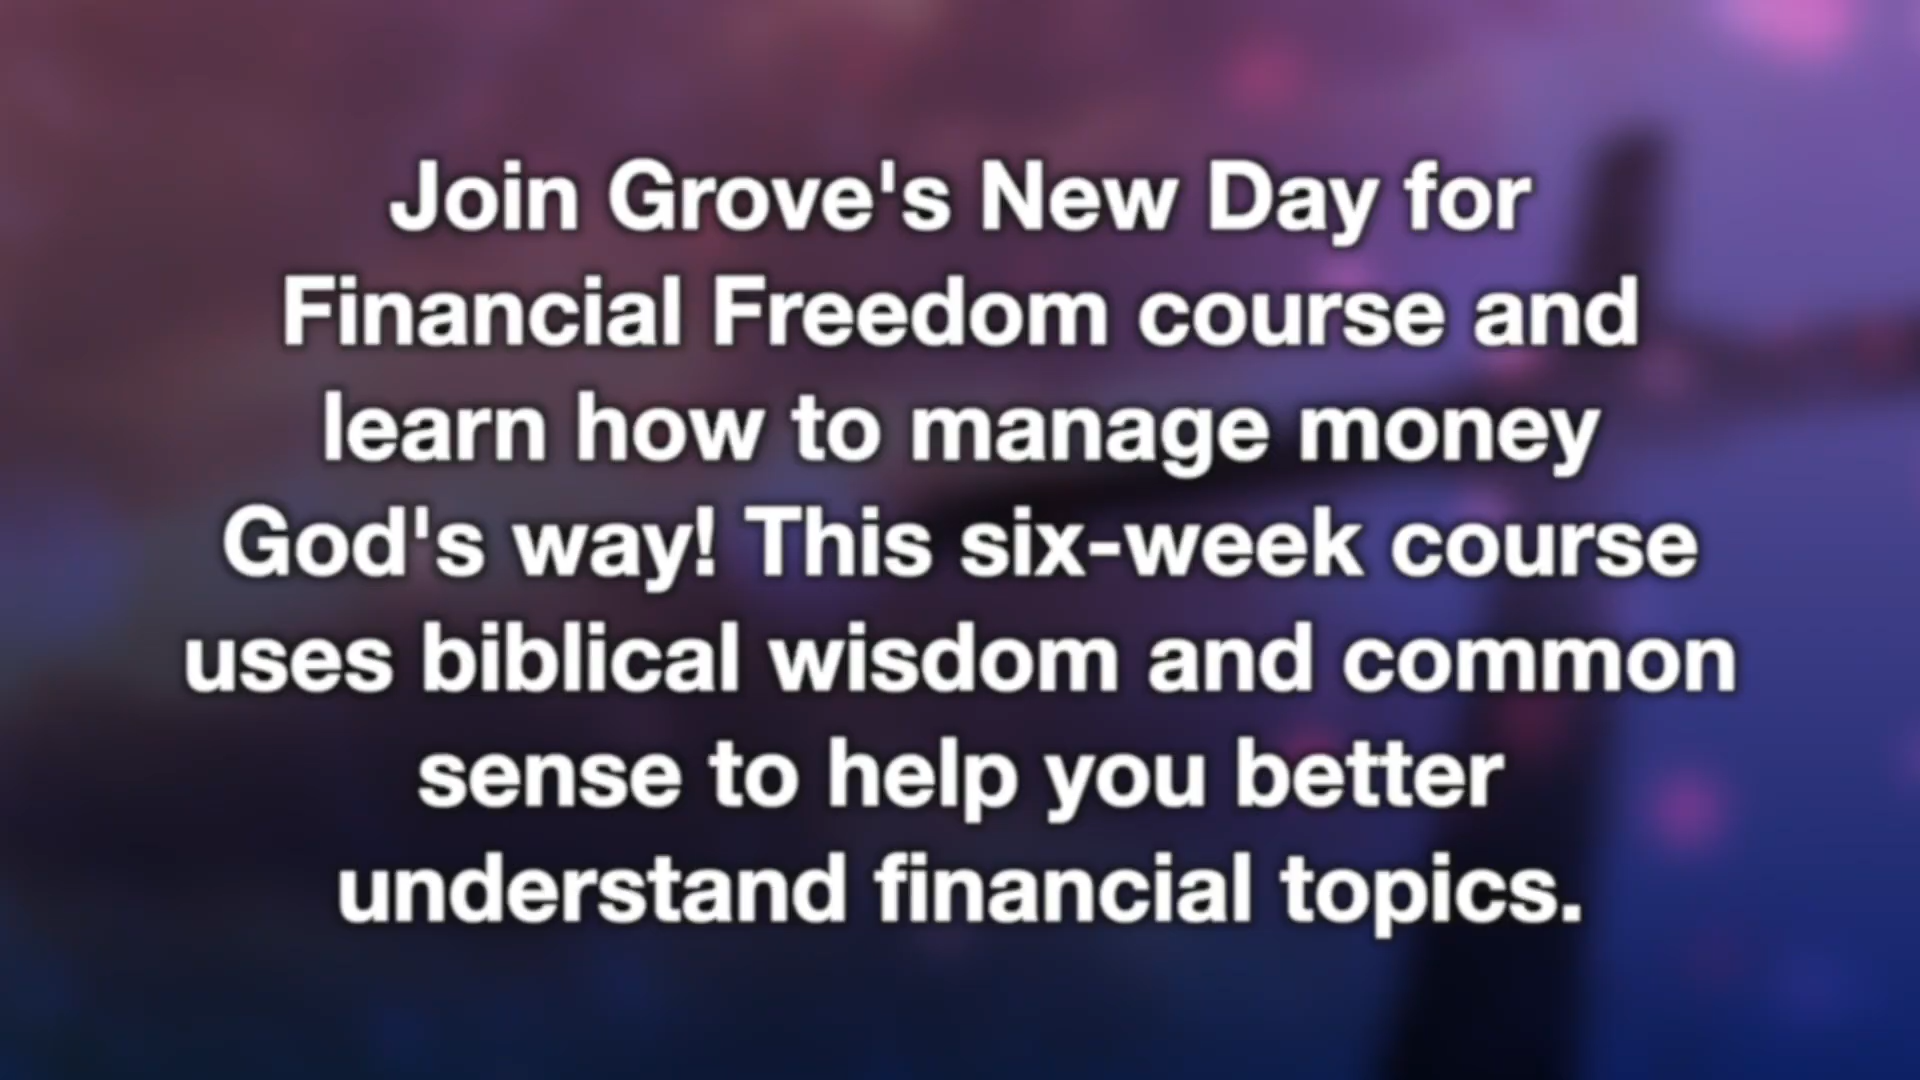 Join Grove's New Day for
Financial Freedom course and
learn how to manage money
God's way! This six-week course
uses biblical wisdom and common
sense to help you better
understand financial topics.